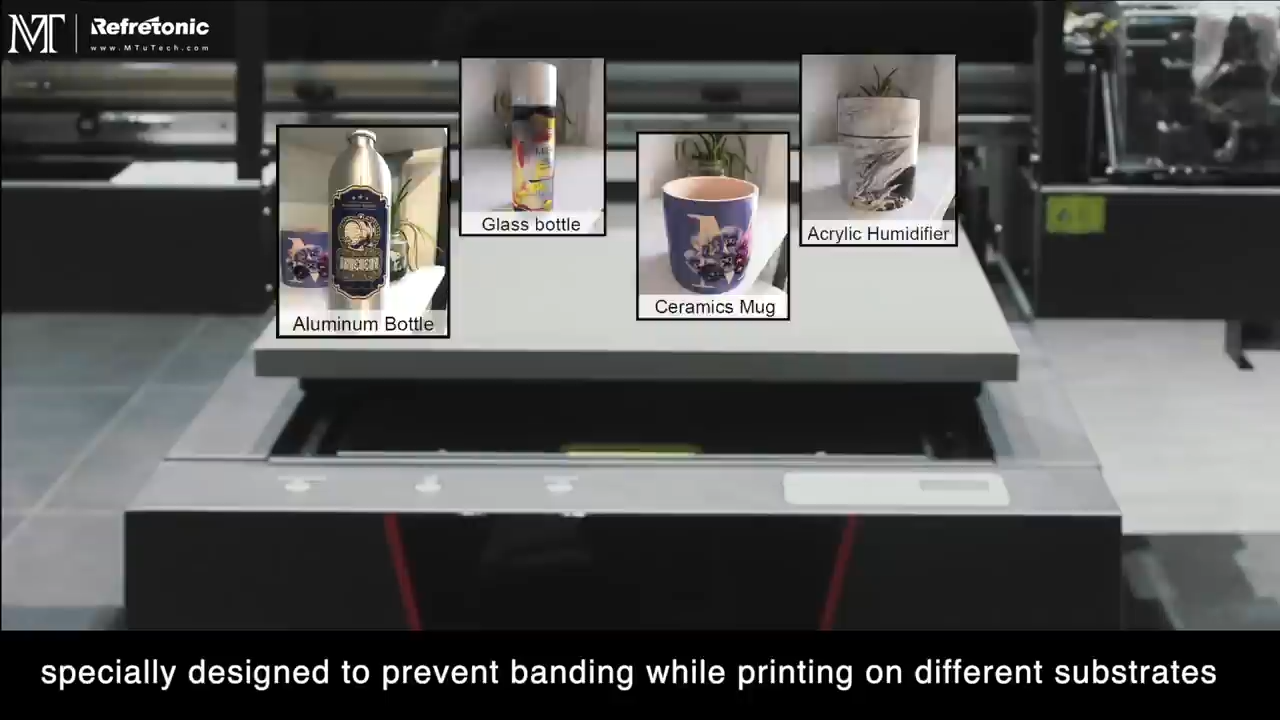 MT
Refretonic
www.MTuTech.com
Glass bottle
Acrylic Humidifier
Ceramics Mug
Aluminum Bottle
specially designed to prevent banding while printing on different substrates